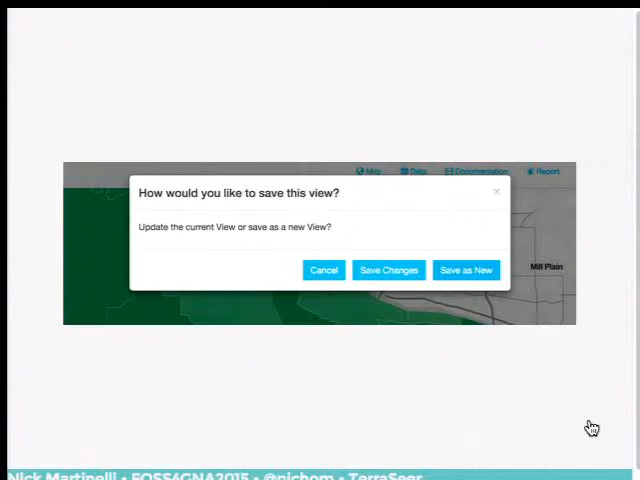 Map Data Documentation Report
How would you like to save this view? ×
Update the current View or save as a new View?
Cancel Save Changes Save as New
Mill Plain
Nick Martinelli • FOSS4GNA2015 • @nichom • TerraSeer